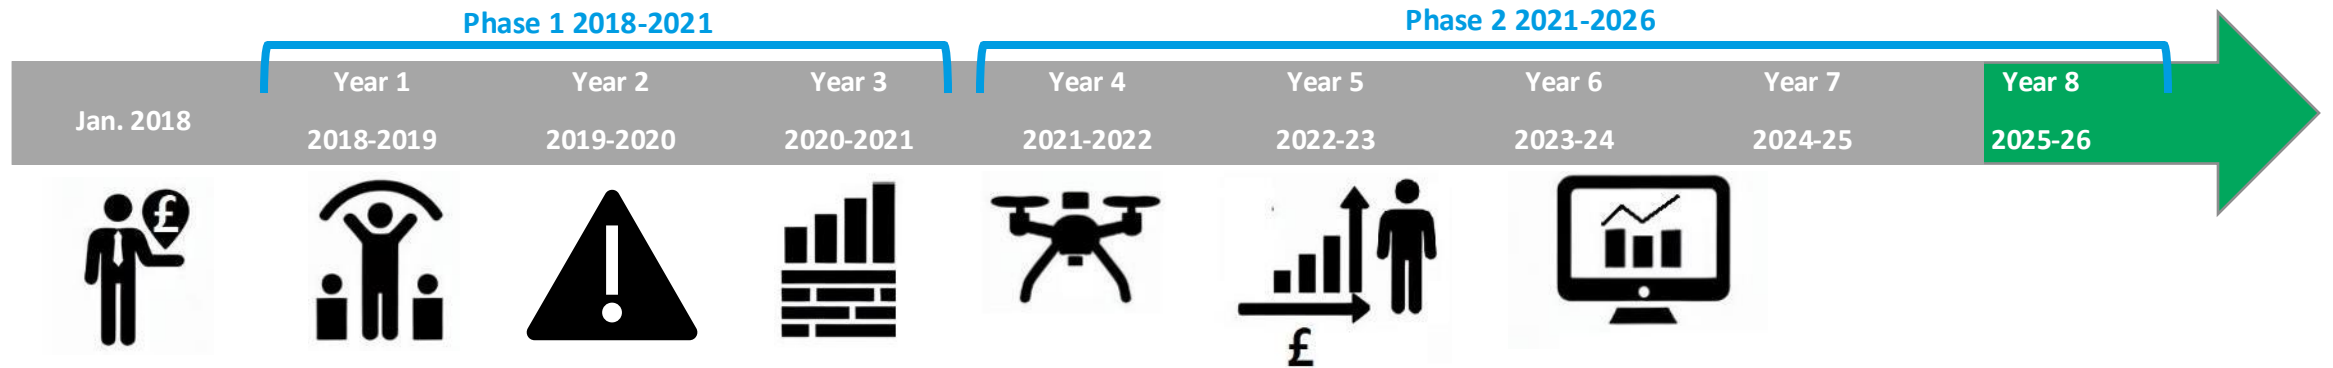 Phase 1 2018-2021
Phase 2 2021-2026
Jan. 2018
Year 1
2018-2019
Year 2
2019-2020
Year 3
2020-2021
Year 4
2021-2022
Year 5
2022-23
Year 6
2023-24
Year 7
2024-25
Year 8
2025-26
£
£